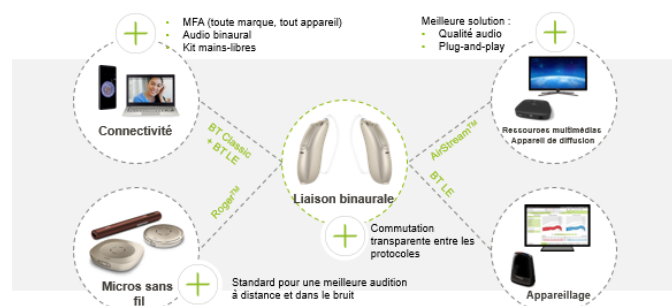 MFA (toute marque, tout appareil)
Audio binaural
Kit mains-libres
Meilleure solution :
Qualité audio
Plug-and-play
Connectivité
BT Classic
+ BT LE
AirStream™
Ressources multimédias
Appareil de diffusion
Liaison binaurale
Roger™
BT LE
Commutation
transparente entre les
protocoles
Micros sans
fil
Standard pour une meilleure audition
à distance et dans le bruit
Appareillage